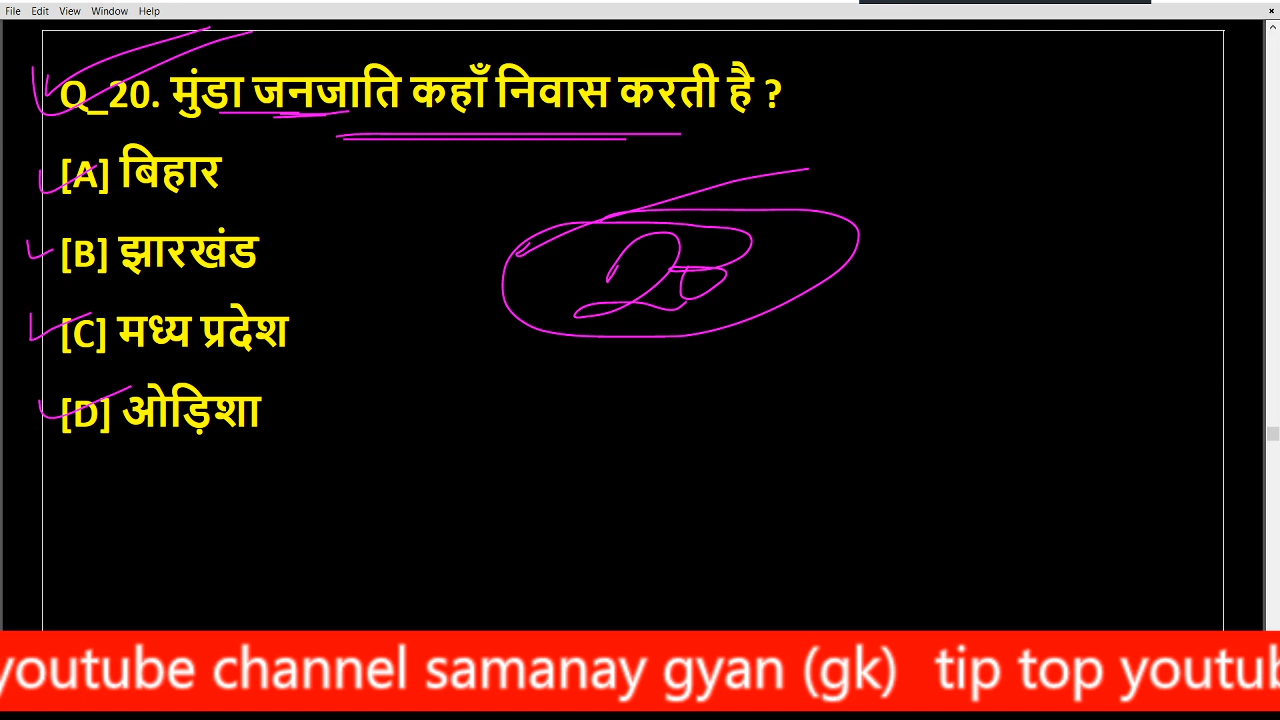 File Edit View Window Help
Q_20. मुंडा जनजाति कहाँ निवास करती है ?
[A] बिहार
[B] झारखंड
[C] मध्य प्रदेश
[D] ओड़िशा
20
youtube channel samanay gyan (gk) tip top youtub